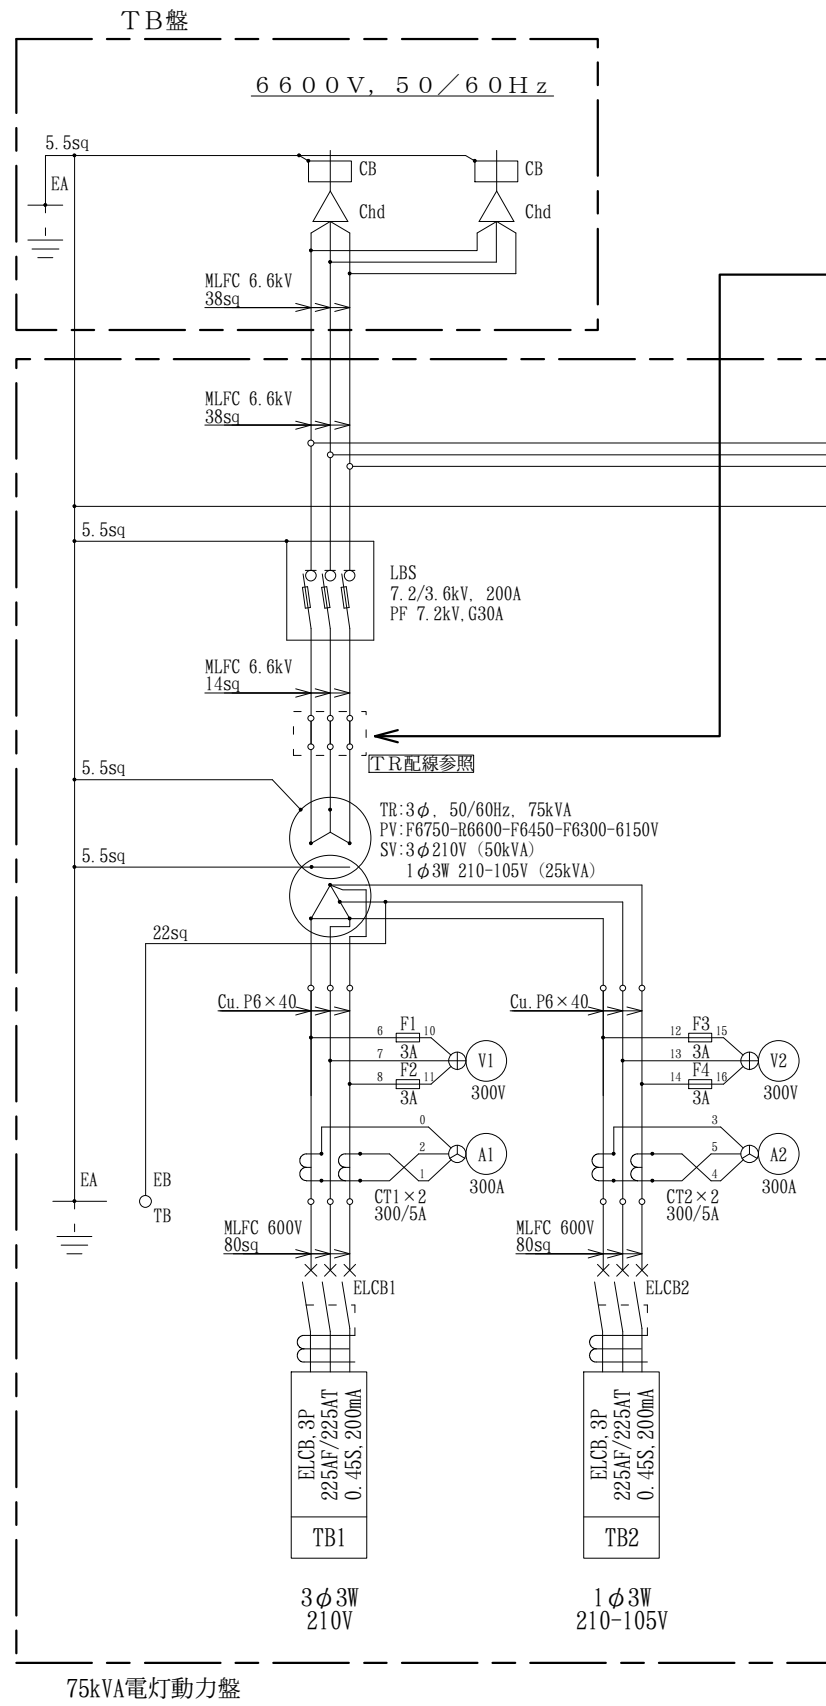 TB盤
6600V, 50/60Hz
5.5sq
EA
CB
CB
Chd
Chd
MLFC 6.6kV
38sq
MLFC 6.6kV
38sq
5.5sq
LBS
7.2/3.6kV, 200A
PF 7.2kV,G30A
MLFC 6.6kV
14sq
TR配線参照
5.5sq
TR:3φ, 50/60Hz, 75kVA
PV:F6750-R6600-F6450-F6300-6150V
SV:3φ210V (50kVA)
1φ3W 210-105V (25kVA)
5.5sq
22sq
Cu.P6×40
Cu.P6×40
6 F1 10
3A
7
8 F2 11
3A
V1
300V
12 F3 15
3A
13
14 F4 16
3A
V2
300V
0
2
1
A1
300A
CT1×2
300/5A
3
5
4
A2
300A
CT2×2
300/5A
EA
EB
TB
MLFC 600V
80sq
MLFC 600V
80sq
ELCB1
ELCB2
ELCB,3P
225AF/225AT
0.45S,200mA
TB1
ELCB,3P
225AF/225AT
0.45S,200mA
TB2
3φ3W
210V
1φ3W
210-105V
75kVA電灯動力盤